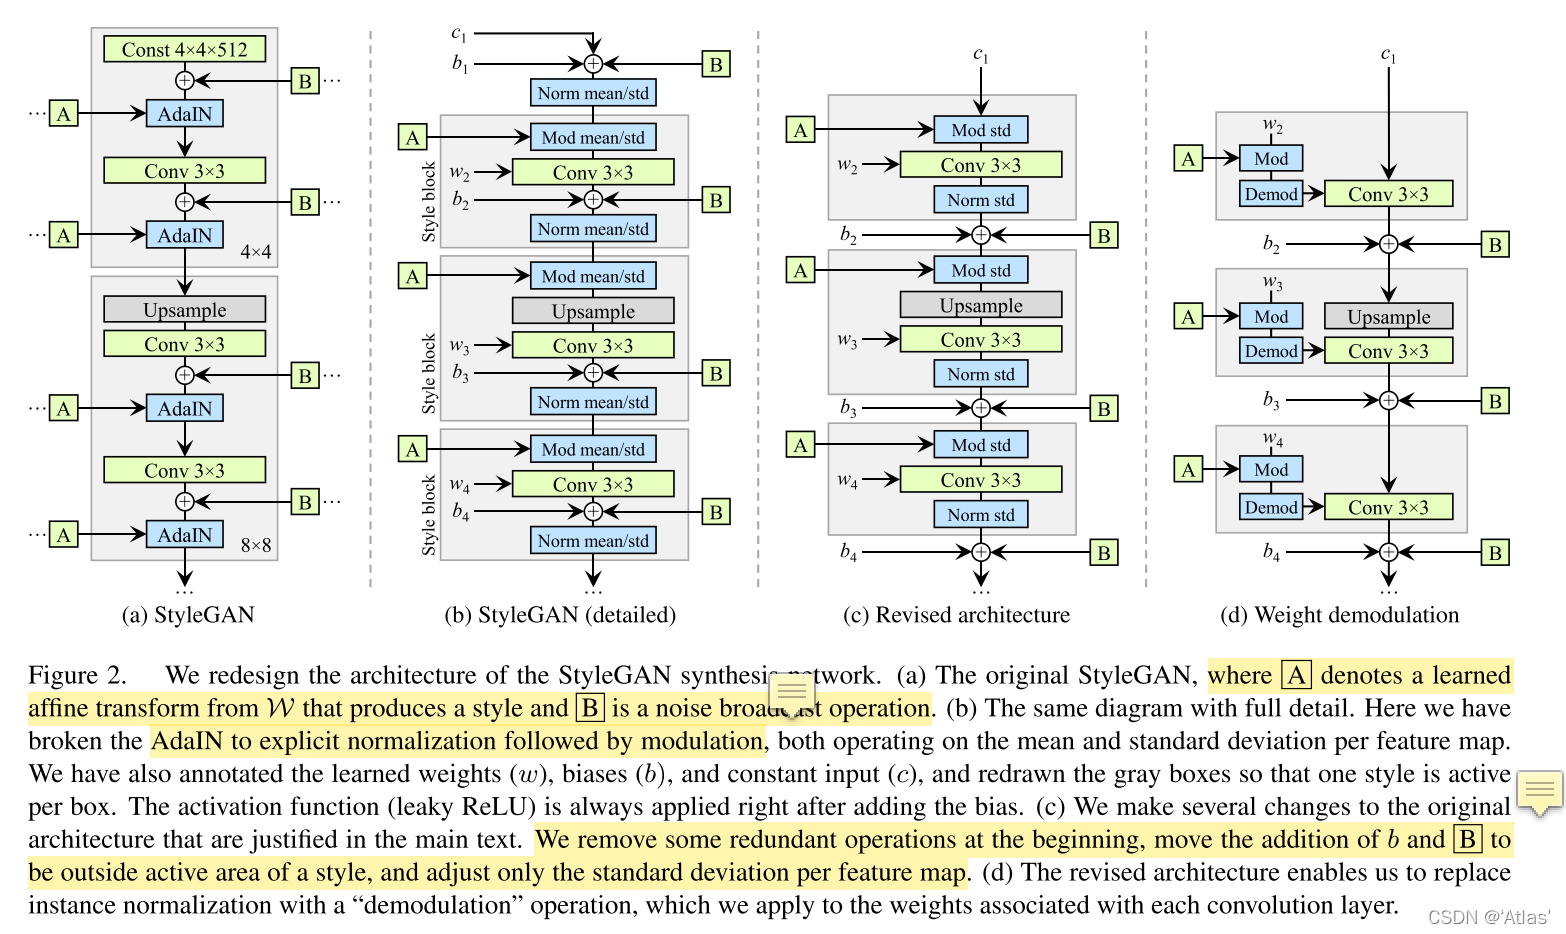 Const 4×4×512
B ···
··· A
AdaIN
Conv 3×3
B ···
··· A
AdaIN
4×4
Upsample
Conv 3×3
B ···
··· A
AdaIN
Conv 3×3
B ···
··· A
AdaIN
8×8
···
(a) StyleGAN
c1
b1
B
Norm mean/std
A
Mod mean/std
w2
Conv 3×3
b2
B
Norm mean/std
Style block
A
Mod mean/std
Upsample
w3
Conv 3×3
b3
B
Norm mean/std
Style block
A
Mod mean/std
w4
Conv 3×3
b4
B
Norm mean/std
Style block
···
(b) StyleGAN (detailed)
c1
A
Mod std
w2
Conv 3×3
Norm std
b2
B
A
Mod std
Upsample
w3
Conv 3×3
Norm std
b3
B
A
Mod std
w4
Conv 3×3
Norm std
b4
B
···
(c) Revised architecture
c1
w2
A
Mod
Demod
Conv 3×3
b2
B
w3
A
Mod
Upsample
Demod
Conv 3×3
b3
B
w4
A
Mod
Demod
Conv 3×3
b4
B
···
(d) Weight demodulation
Figure 2. We redesign the architecture of the StyleGAN synthesis network. (a) The original StyleGAN, where A denotes a learned
affine transform from W that produces a style and B is a noise broadcast operation. (b) The same diagram with full detail. Here we have
broken the AdaIN to explicit normalization followed by modulation, both operating on the mean and standard deviation per feature map.
We have also annotated the learned weights (w), biases (b), and constant input (c), and redrawn the gray boxes so that one style is active
per box. The activation function (leaky ReLU) is always applied right after adding the bias. (c) We make several changes to the original
architecture that are justified in the main text. We remove some redundant operations at the beginning, move the addition of b and B to
be outside active area of a style, and adjust only the standard deviation per feature map. (d) The revised architecture enables us to replace
instance normalization with a “demodulation” operation, which we apply to the weights associated with each convolution layer.
CSDN @‘Atlas’